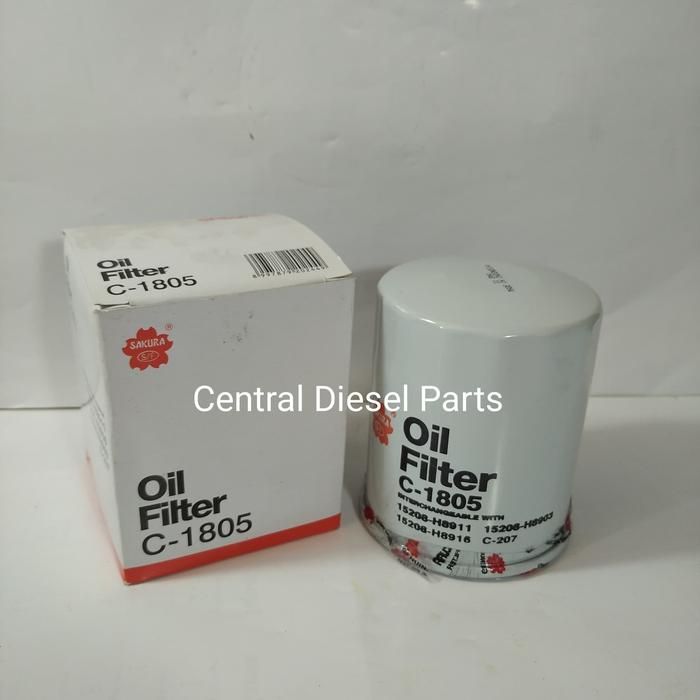 Oil
Filter
C-1805
8997879202449
SAKURA
®
S/F
Oil
Filter
C-1805
Central Diesel Parts
Oil
Filter
C-1805
INTERCHANGEABLE WITH
15208-H8911 15208-H8903
15208-H8916 C-207